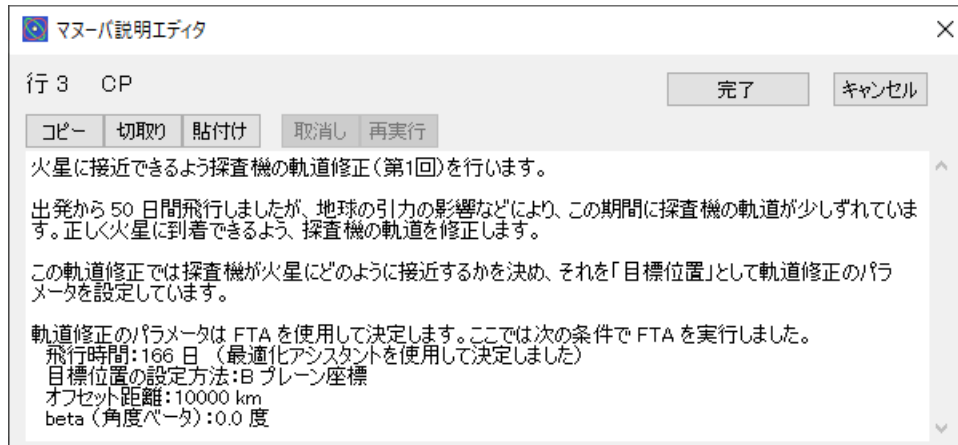 マヌーバ説明エディタ
行 3 CP
完了 キャンセル
コピー 切取り 貼付け 取消し 再実行
火星に接近できるよう探査機の軌道修正(第1回)を行います。
出発から 50 日間飛行しましたが、地球の引力の影響などにより、この期間に探査機の軌道が少しずれていま
す。正しく火星に到着できるよう、探査機の軌道を修正します。
この軌道修正では探査機が火星にどのように接近するかを決め、それを「目標位置」として軌道修正のパラ
メータを設定しています。
軌道修正のパラメータは FTA を使用して決定します。ここでは次の条件で FTA を実行しました。
飛行時間:166 日 (最適化アシスタントを使用して決定しました)
目標位置の設定方法:B プレーン座標
オフセット距離:10000 km
beta (角度ベータ):0.0 度